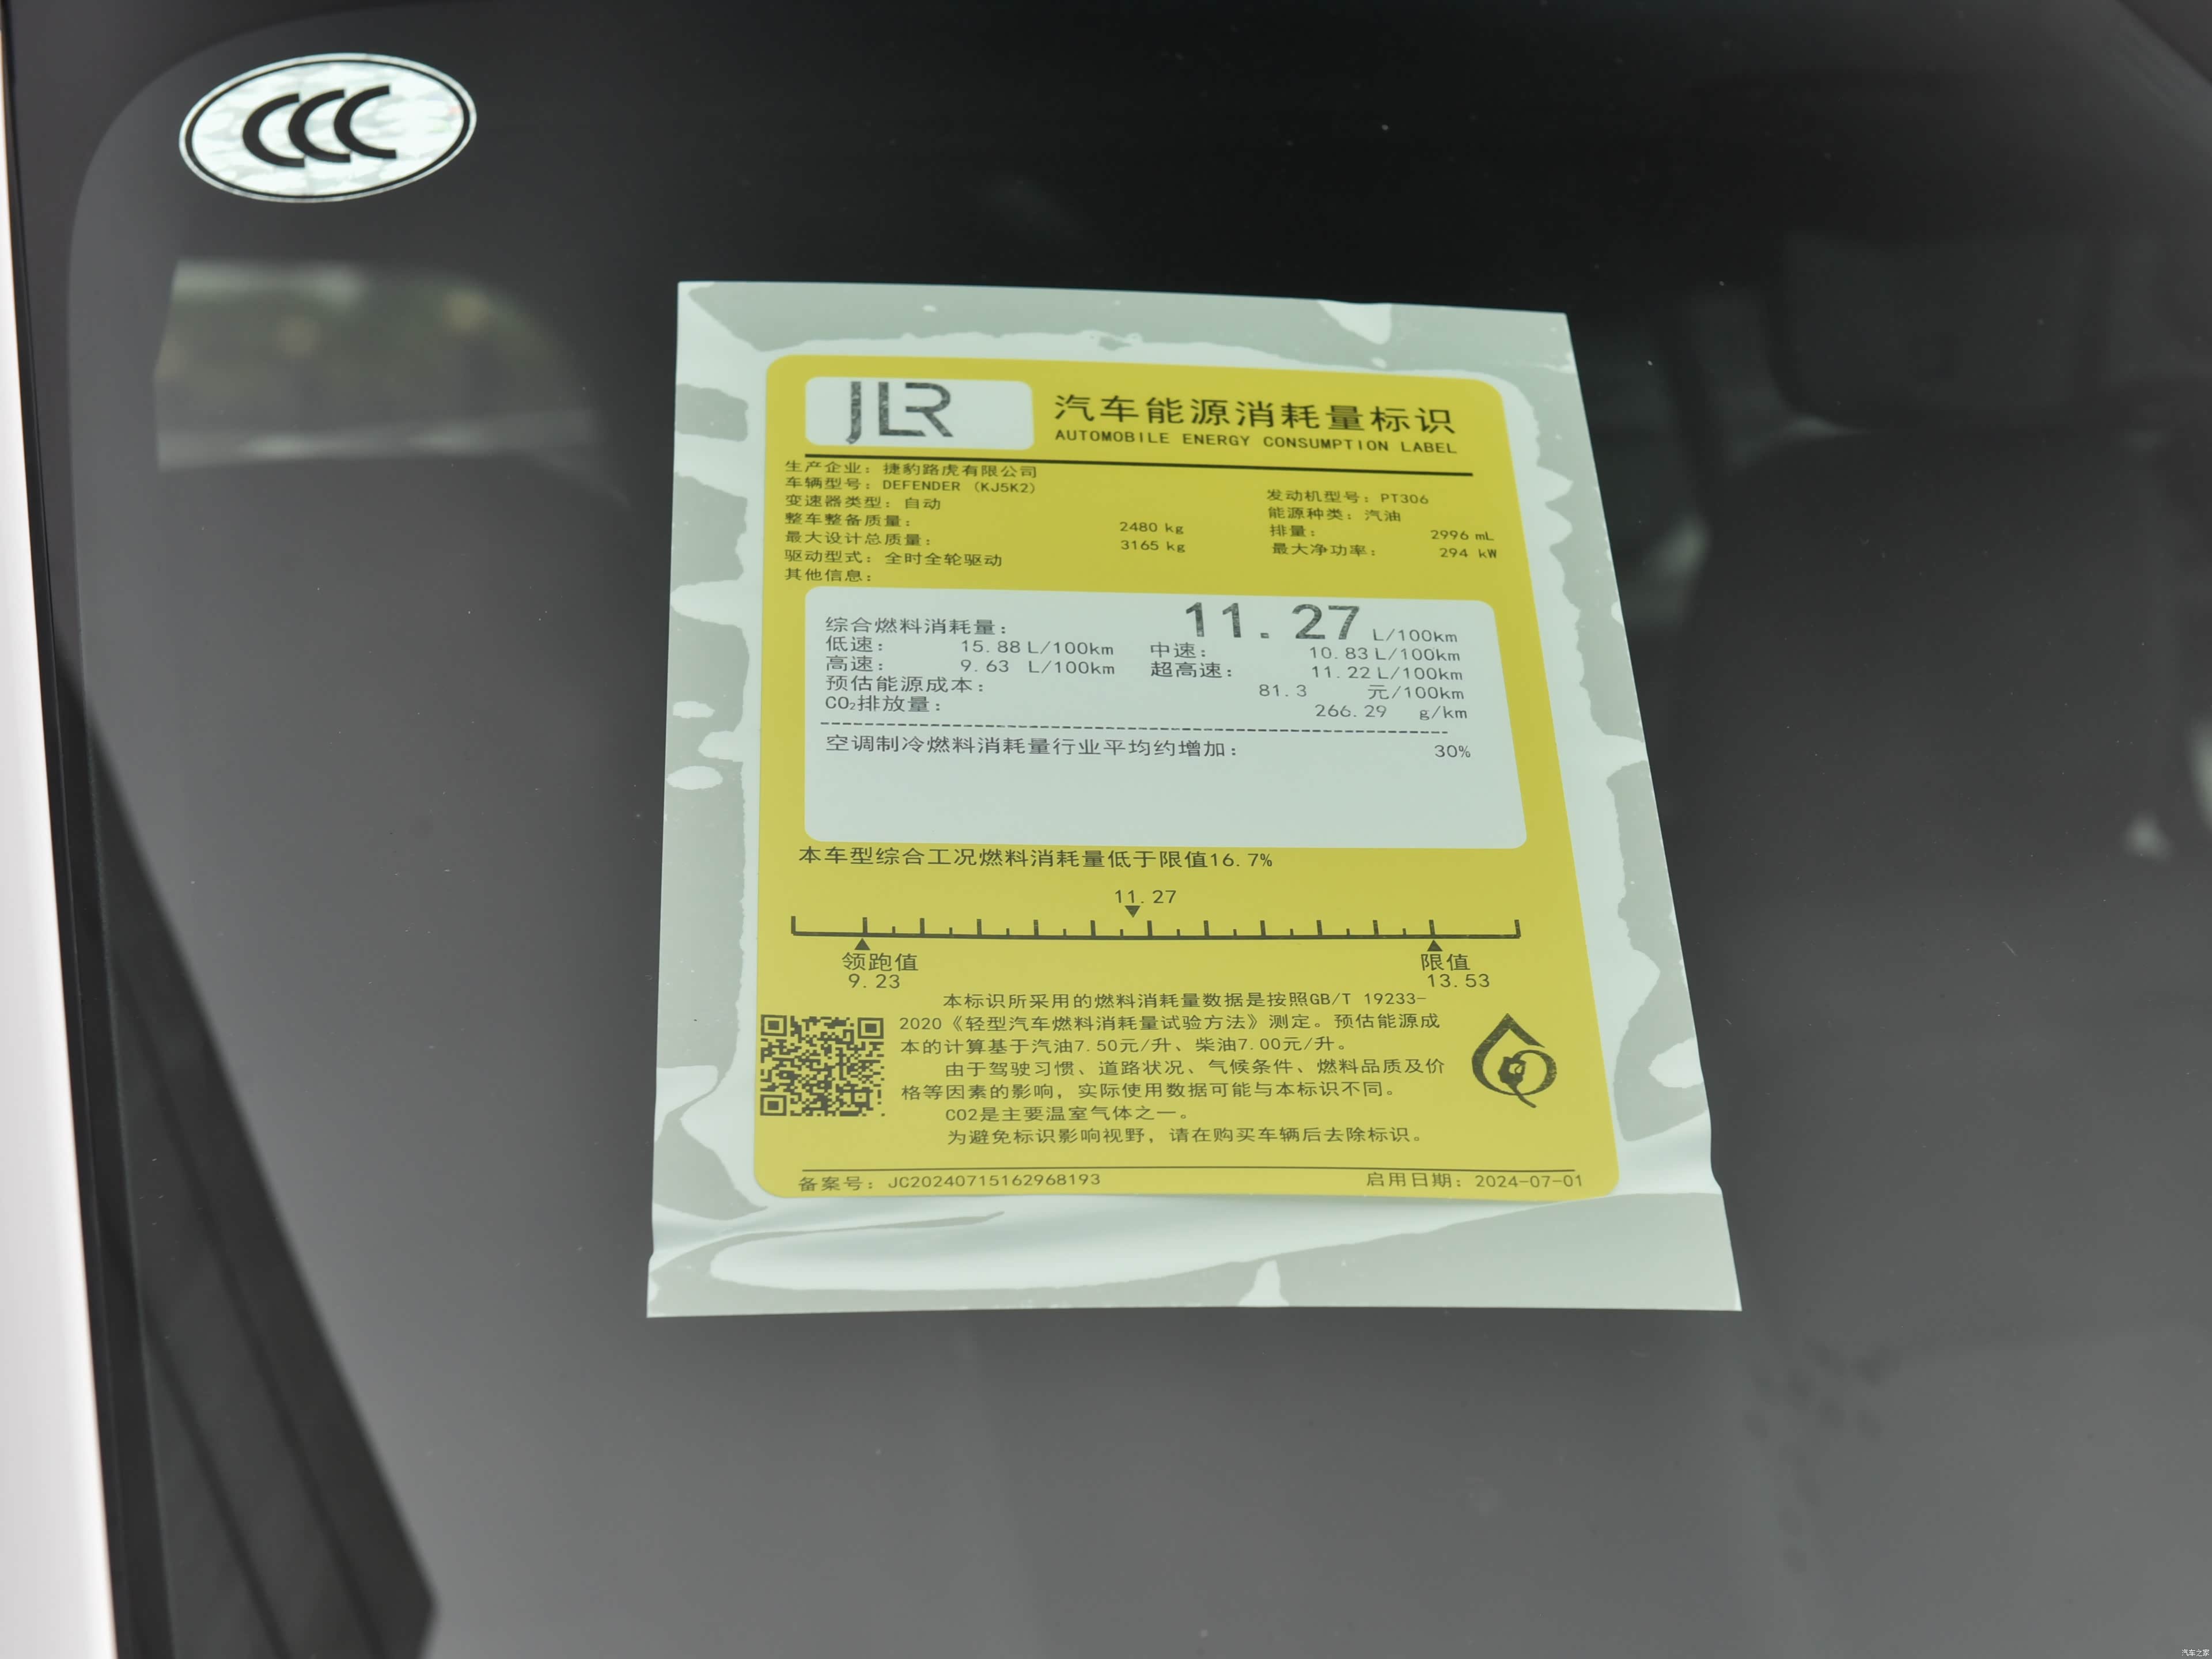 CCC
JLR
汽车能源消耗量标识
AUTOMOBILE ENERGY CONSUMPTION LABEL
生产企业：捷豹路虎有限公司
车辆型号：DEFENDER (KJ5K2)
发动机型号：PT306
变速器类型：自动
能源种类：汽油
整车整备质量： 2480 kg
排量： 2996 mL
最大设计总质量： 3165 kg
最大净功率： 294 kW
驱动型式：全时全轮驱动
其他信息：
综合燃料消耗量： 11.27 L/100km
低速： 15.88 L/100km 中速： 10.83 L/100km
高速： 9.63 L/100km 超高速： 11.22 L/100km
预估能源成本： 81.3 元/100km
CO₂排放量： 266.29 g/km
空调制冷燃料消耗量行业平均约增加： 30%
本车型综合工况燃料消耗量低于限值16.7%
11.27
领跑值 限值
9.23 13.53
本标识所采用的燃料消耗量数据是按照GB/T 19233-
2020《轻型汽车燃料消耗量试验方法》测定。预估能源成
本的计算基于汽油7.50元/升、柴油7.00元/升。
由于驾驶习惯、道路状况、气候条件、燃料品质及价
格等因素的影响，实际使用数据可能与本标识不同。
CO2是主要温室气体之一。
为避免标识影响视野，请在购买车辆后去除标识。
备案号：JC20240715162968193 启用日期：2024-07-01
汽车之家